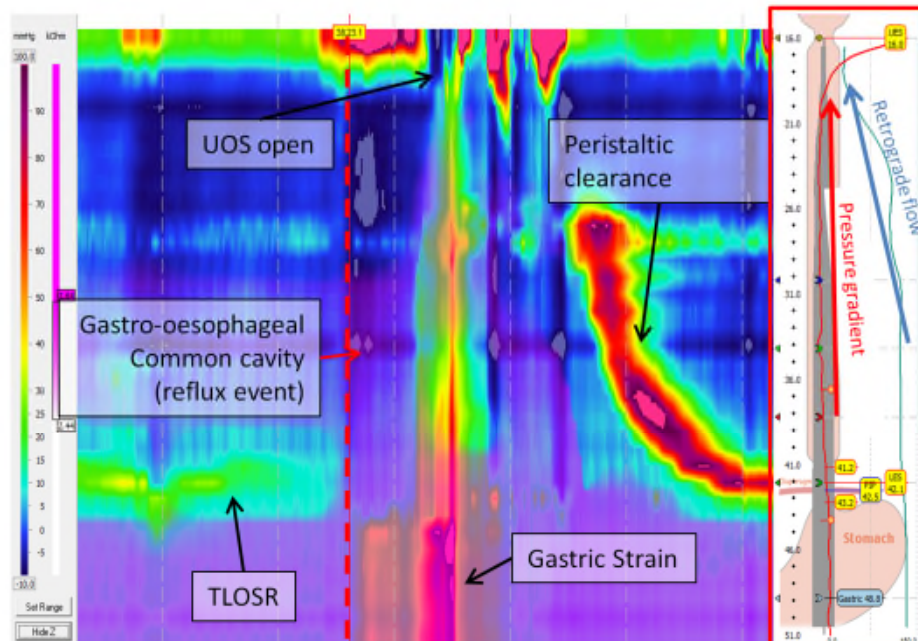 mmHg
kOhm
100.0
90
80
70
60
50
40
30
25
20
15
10
5
0
-5
-10.0
Set Range
Hide Z
UOS open
Peristaltic
clearance
Gastro-oesophageal
Common cavity
(reflux event)
TLOSR
Gastric Strain
16.0
21.0
26.0
31.0
36.0
41.0
51.0
UES
18.0
Retrograde flow
Pressure gradient
41.2
PIP
42.5
42.1
43.2
Stomach
Gastric 48.8